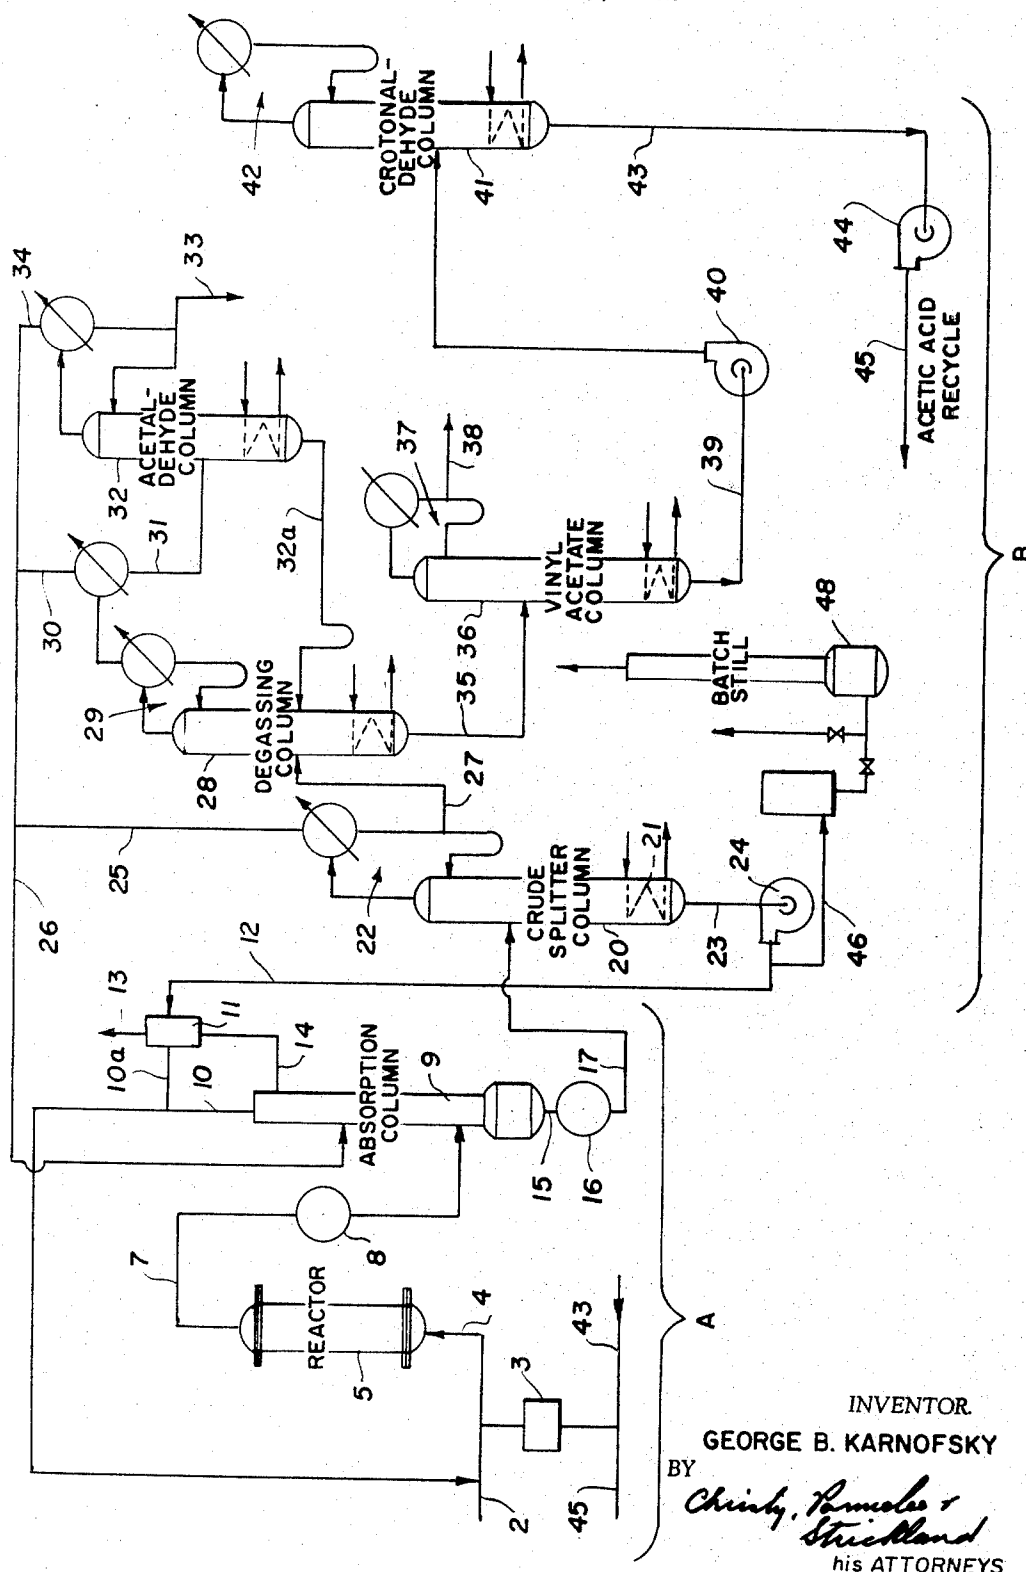 42
CROTONAL-
DEHYDE
COLUMN
41
43
44
45
ACETIC ACID
RECYCLE
34
33
ACETAL-
DEHYDE
COLUMN
32
31
30
32a
37
38
40
39
VINYL
ACETATE
COLUMN
36
35
29
DEGASSING
COLUMN
28
27
BATCH
STILL
48
B
25
26
22
CRUDE
SPLITTER
COLUMN
21
20
23
24
46
12
13
11
10a
10
14
ABSORPTION
COLUMN
9
15
16
17
7
8
REACTOR
5
4
3
2
43
45
A
INVENTOR.
GEORGE B. KARNOFSKY
BY
Christy, Parmelee &
Strickland
his ATTORNEYS